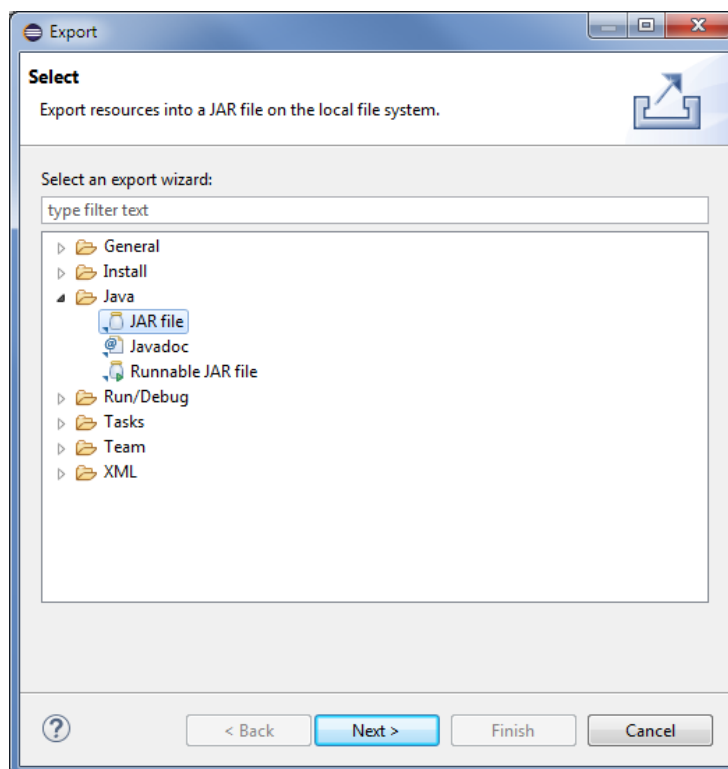 Export
Select
Export resources into a JAR file on the local file system.
Select an export wizard:
type filter text
General
Install
Java
JAR file
Javadoc
Runnable JAR file
Run/Debug
Tasks
Team
XML
? < Back Next > Finish Cancel